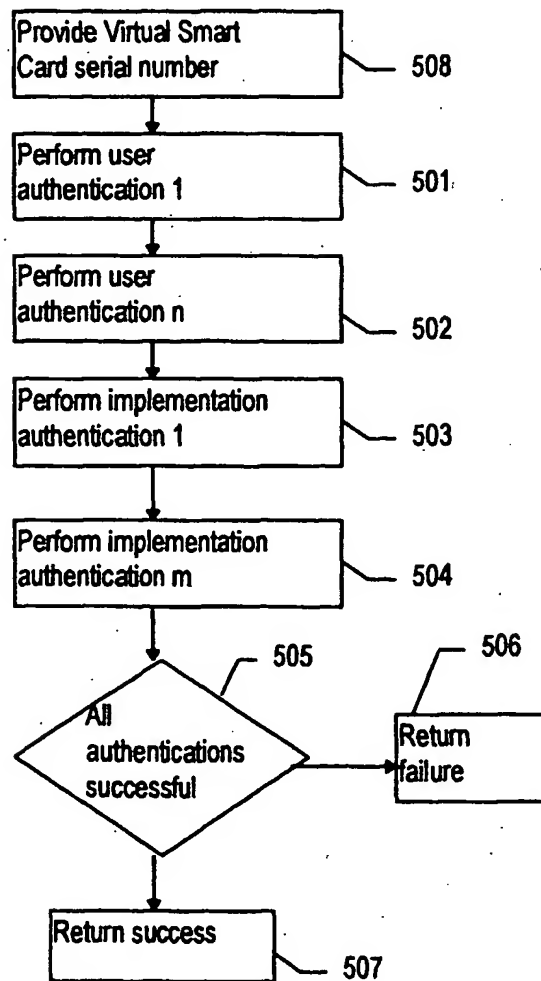 Provide Virtual Smart
Card serial number
508
Perform user
authentication 1
501
Perform user
authentication n
502
Perform implementation
authentication 1
503
Perform implementation
authentication m
504
505
506
All
authentications
successful
Return
failure
Return success
507